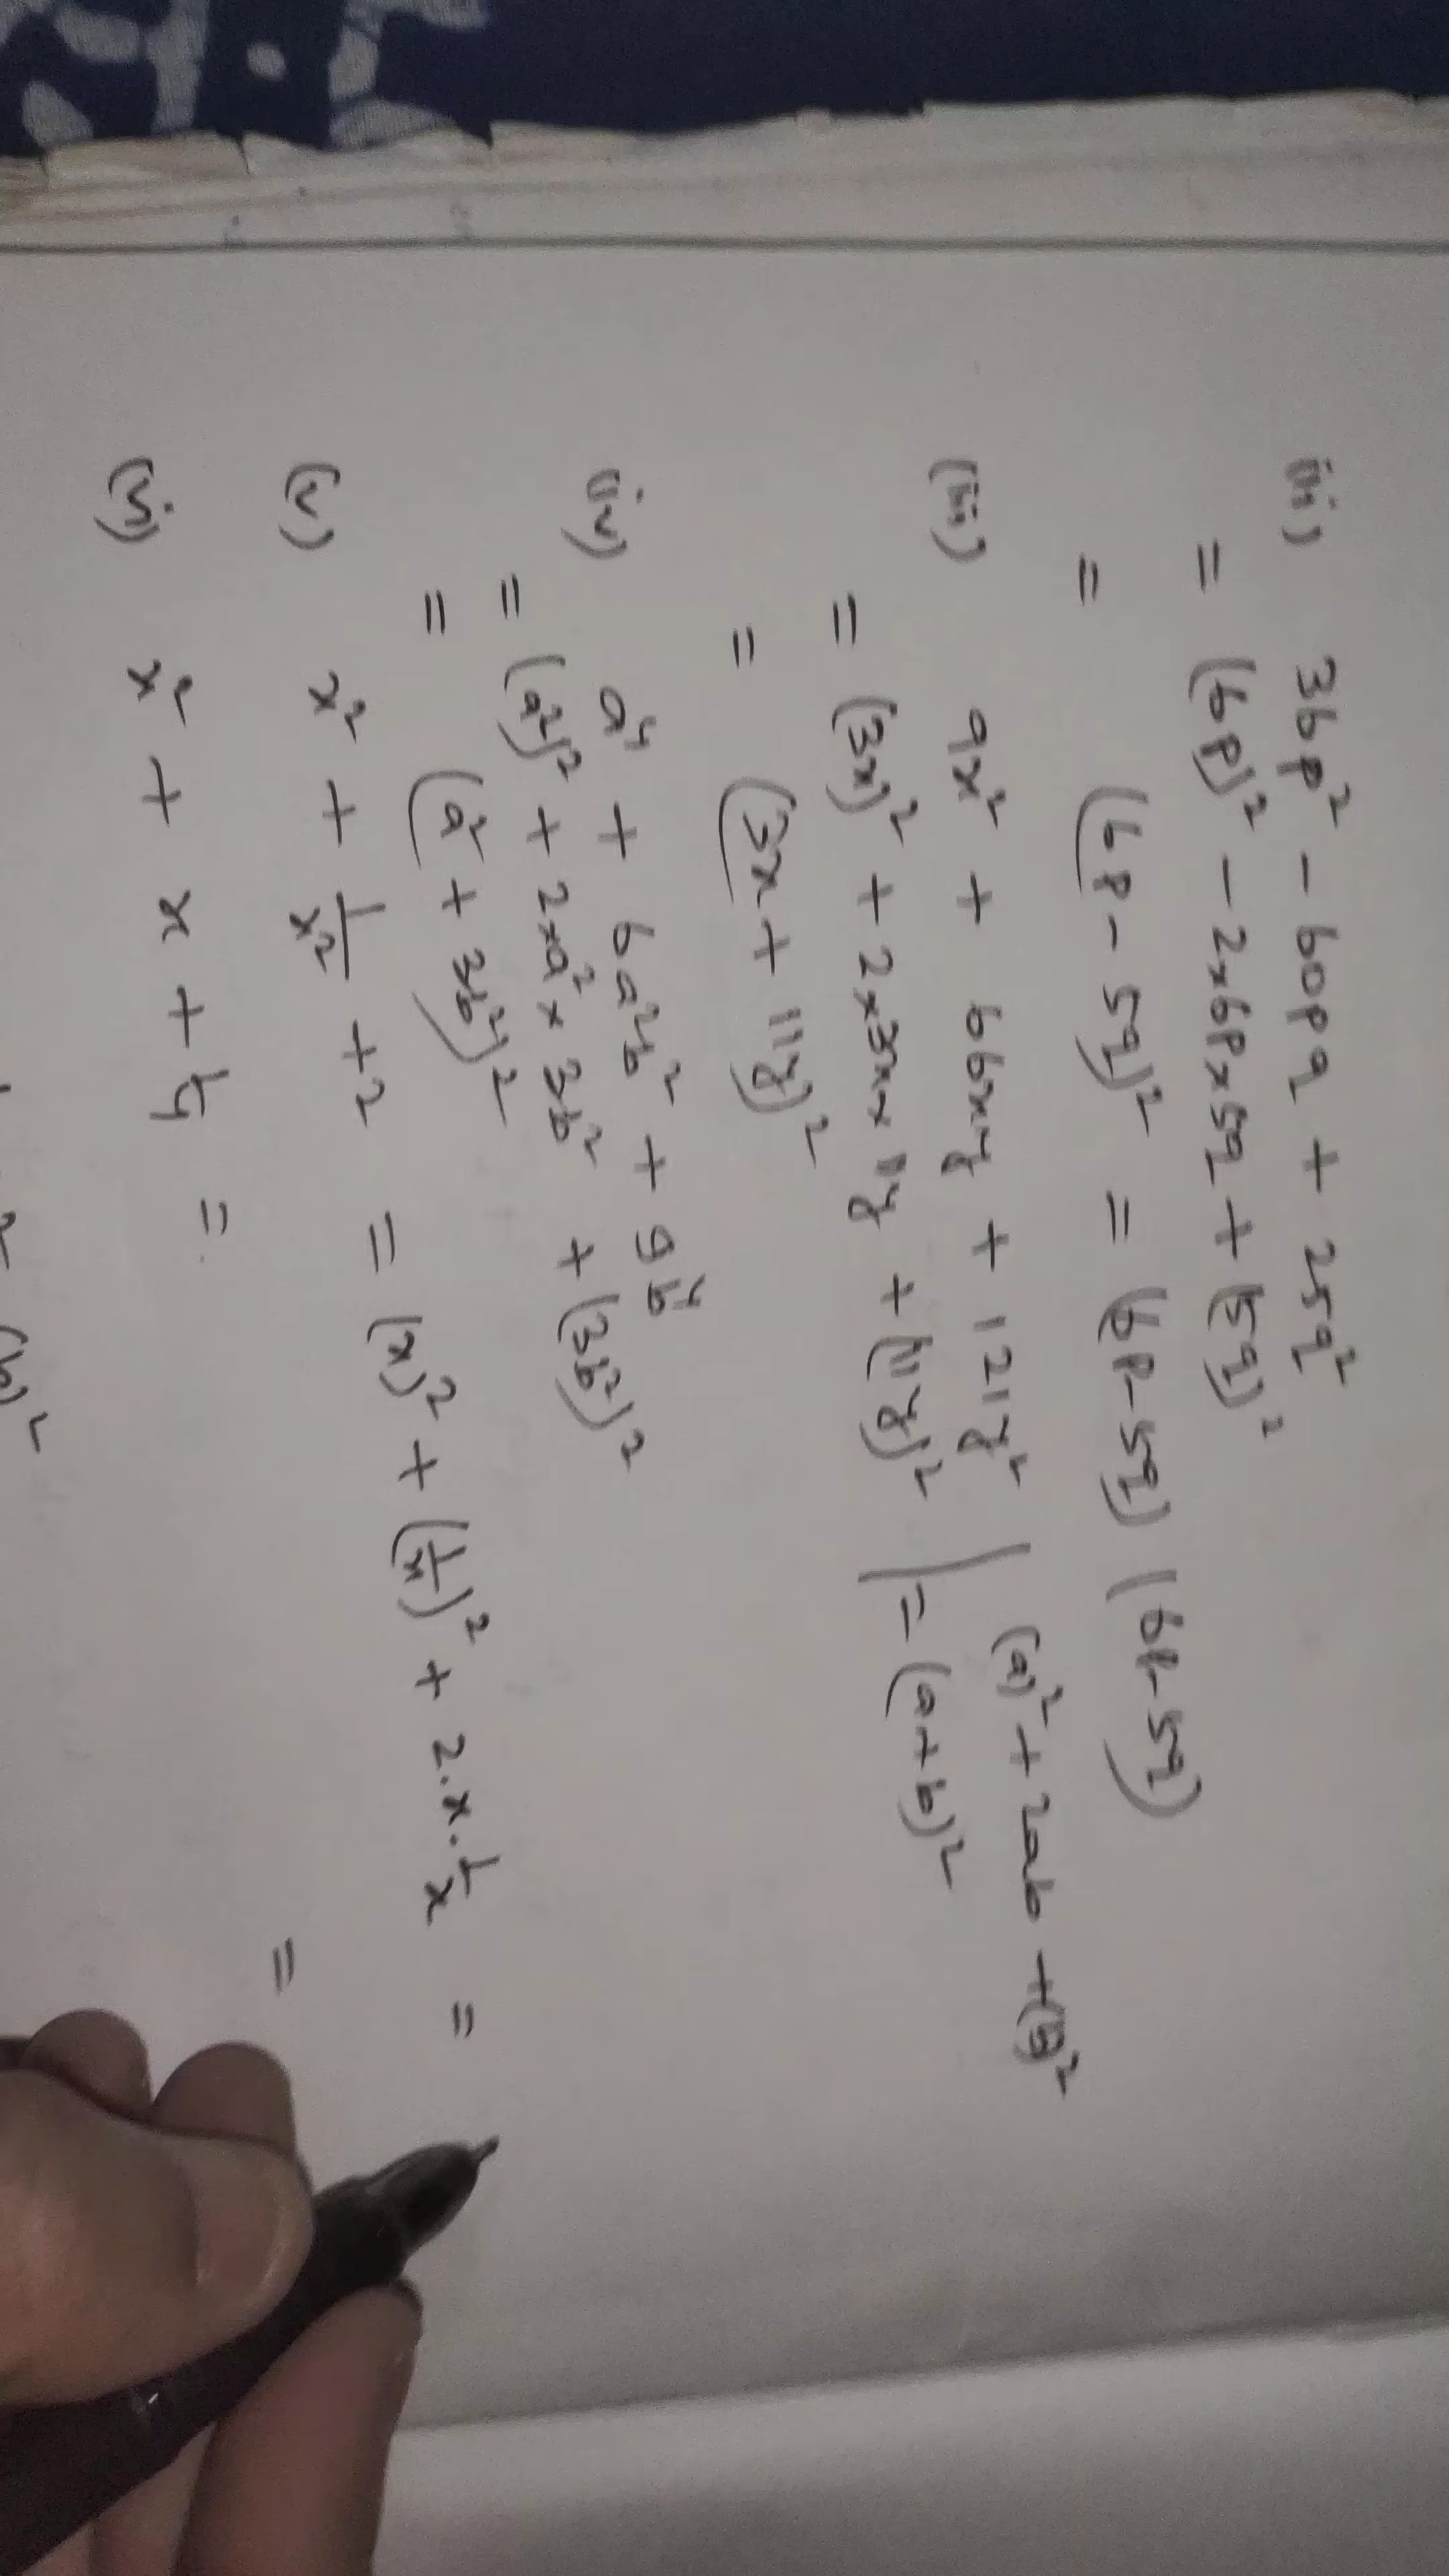 (ii) 36p² - 60pq + 25q²
= (6p)² - 2×6p×5q + (5q)²
= (6p - 5q)² = (6p-5q) (6p-5q)
(iii) 9x² + 66xy + 121y² | (a)² + 2ab + (b)²
= (3x)² + 2×3x×11y + (11y)² | = (a+b)²
= (3x + 11y)²
(iv) a⁴ + 6a²b² + 9b⁴
= (a²)² + 2×a²×3b² + (3b²)²
= (a² + 3b²)²
(v) x² + 1/x² + 2 = (x)² + (1/x)² + 2.x.1/x =
=
(vi) x² + x + 1/4 =
(b)²